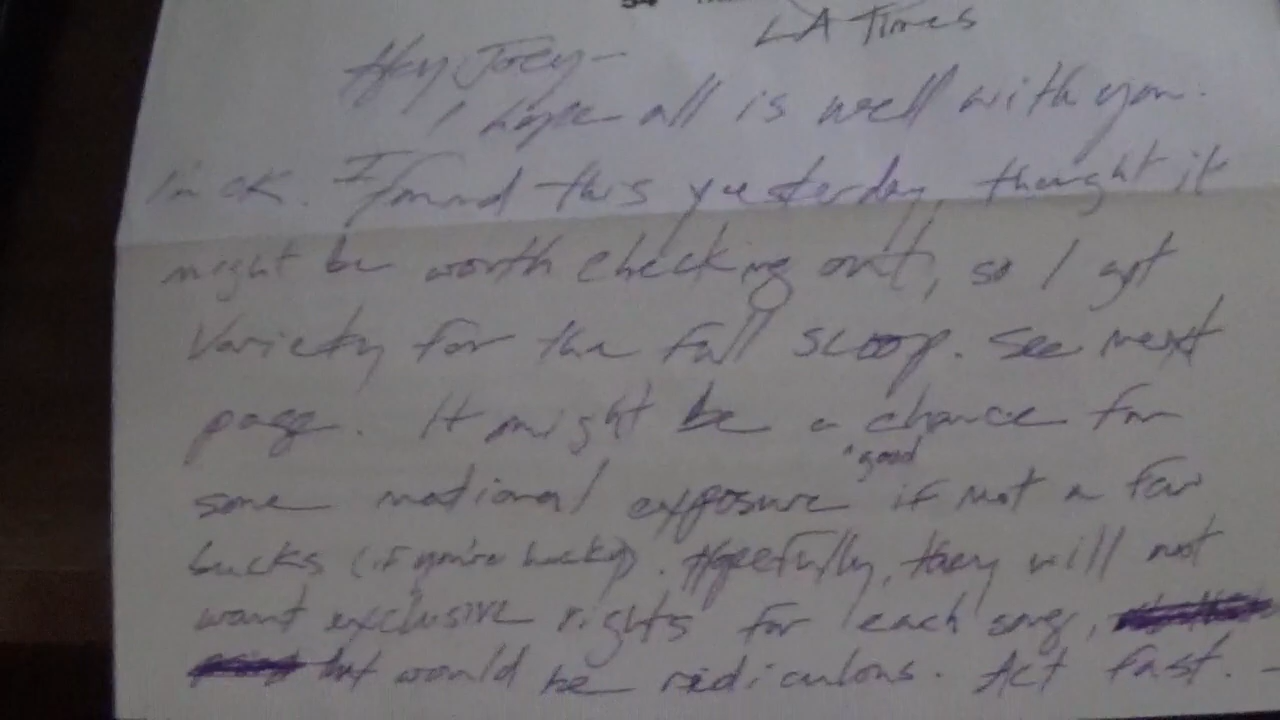 LA Times
Hey Joey-
I hope all is well with you.
I'm OK. I found this yesterday, thought it
might be worth checking out, so I got
Variety for the full scoop. See next
page. It might be a chance for
"good
some national exposure if not a few
bucks (if you're lucky). Hopefully, they will not
want exclusive rights for each song,
that would be rediculous. Act fast. -